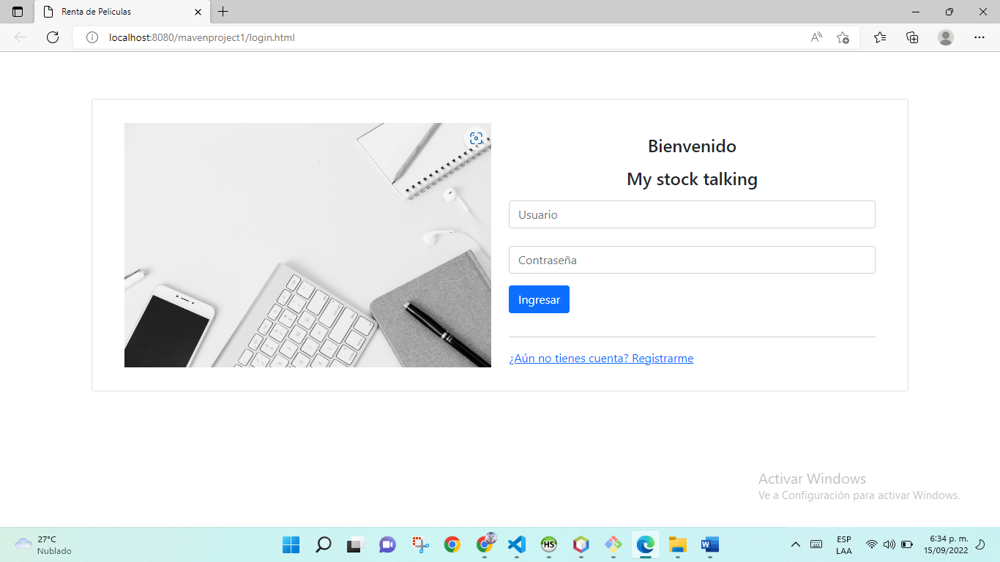 Renta de Peliculas
localhost:8080/mavenproject1/login.html
Bienvenido
My stock talking
Usuario
Contraseña
Ingresar
¿Aún no tienes cuenta? Registrarme
Activar Windows
Ve a Configuración para activar Windows.
27°C
Nublado
HS
ESP
LAA
6:34 p. m.
15/09/2022